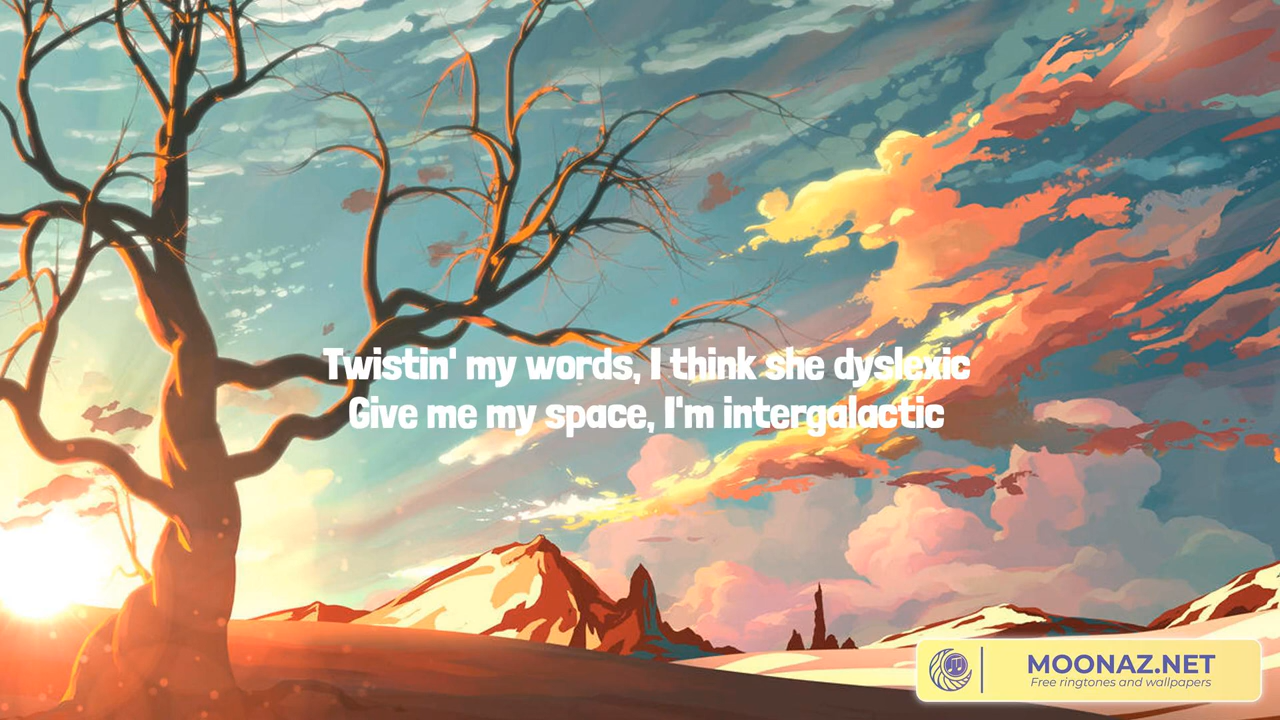 Twistin' my words, I think she dyslexic
Give me my space, I'm intergalactic
MOONAZ.NET
Free ringtones and wallpapers